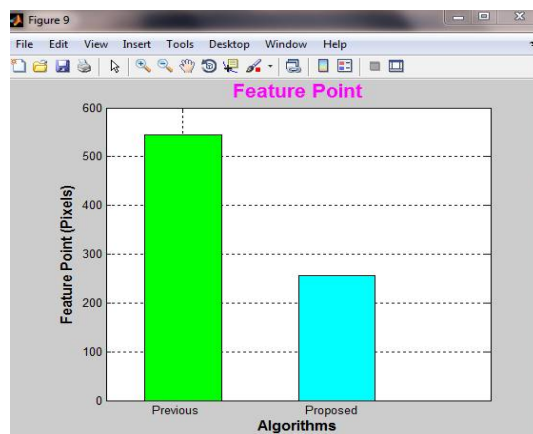 Figure 9
File Edit View Insert Tools Desktop Window Help
Feature Point
600
500
400
300
200
100
0
Feature Point (Pixels)
Previous Proposed
Algorithms